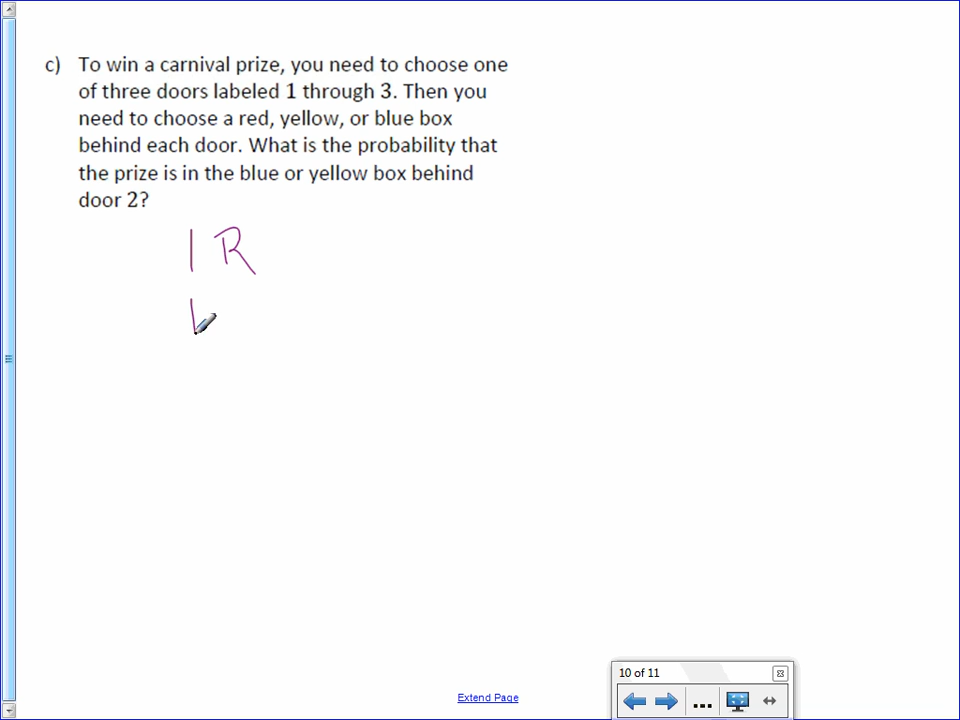 c) To win a carnival prize, you need to choose one
of three doors labeled 1 through 3. Then you
need to choose a red, yellow, or blue box
behind each door. What is the probability that
the prize is in the blue or yellow box behind
door 2?
1 R
10 of 11
Extend Page